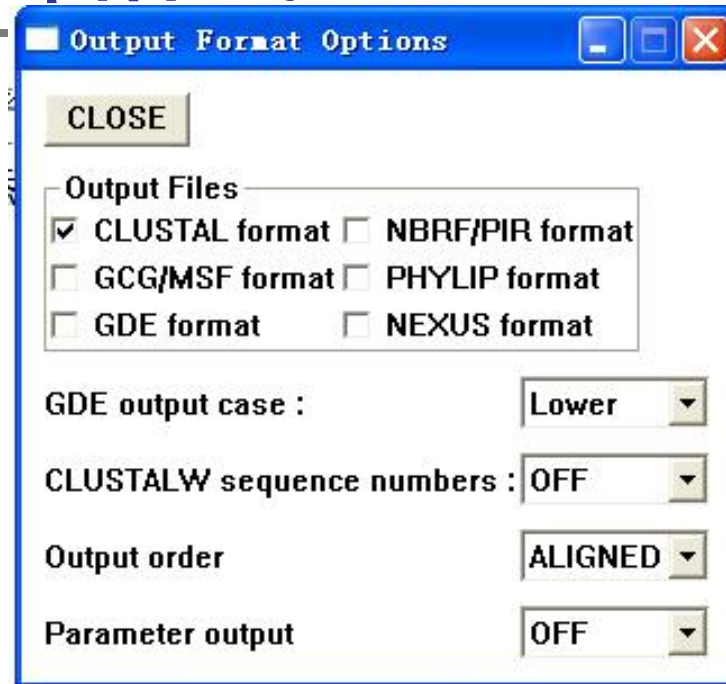 Output Format Options
CLOSE
Output Files
CLUSTAL format NBRF/PIR format
GCG/MSF format PHYLIP format
GDE format NEXUS format
GDE output case : Lower
CLUSTALW sequence numbers : OFF
Output order ALIGNED
Parameter output OFF